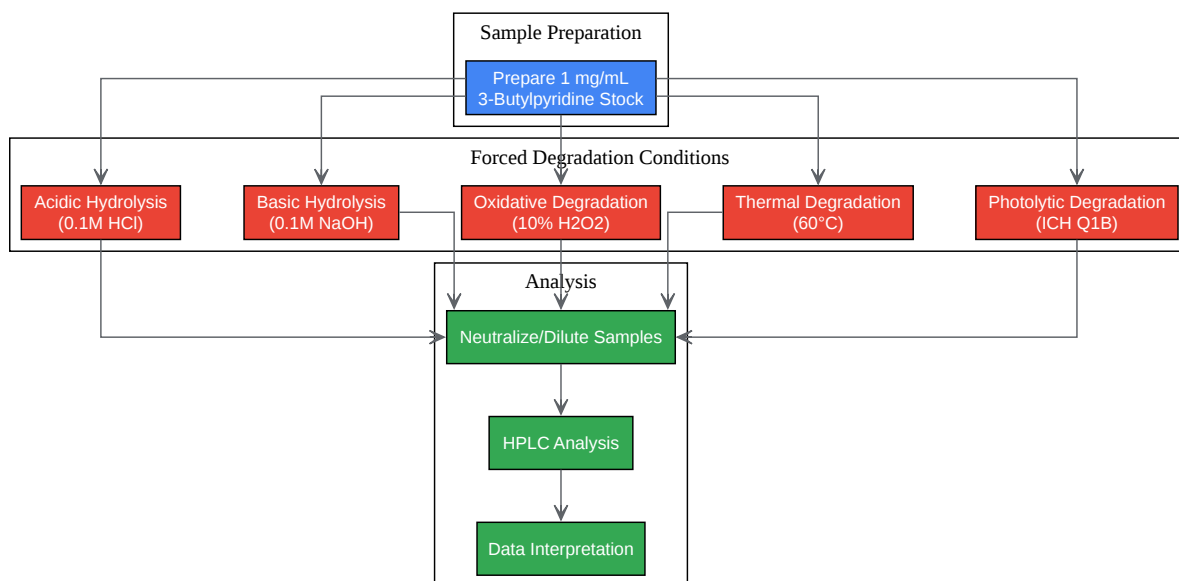 Sample Preparation
Prepare 1 mg/mL
3-Butylpyridine Stock
Forced Degradation Conditions
Acidic Hydrolysis
(0.1M HCl)
Basic Hydrolysis
(0.1M NaOH)
Oxidative Degradation
(10% H2O2)
Thermal Degradation
(60°C)
Photolytic Degradation
(ICH Q1B)
Analysis
Neutralize/Dilute Samples
HPLC Analysis
Data Interpretation